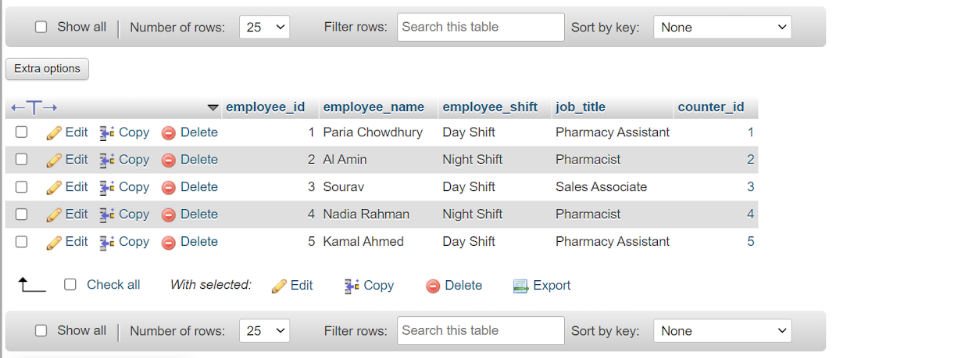 Show all Number of rows: 25 Filter rows: Search this table Sort by key: None
Extra options
employee_id employee_name employee_shift job_title counter_id
Edit Copy Delete 1 Paria Chowdhury Day Shift Pharmacy Assistant 1
Edit Copy Delete 2 Al Amin Night Shift Pharmacist 2
Edit Copy Delete 3 Sourav Day Shift Sales Associate 3
Edit Copy Delete 4 Nadia Rahman Night Shift Pharmacist 4
Edit Copy Delete 5 Kamal Ahmed Day Shift Pharmacy Assistant 5
Check all With selected: Edit Copy Delete Export
Show all Number of rows: 25 Filter rows: Search this table Sort by key: None